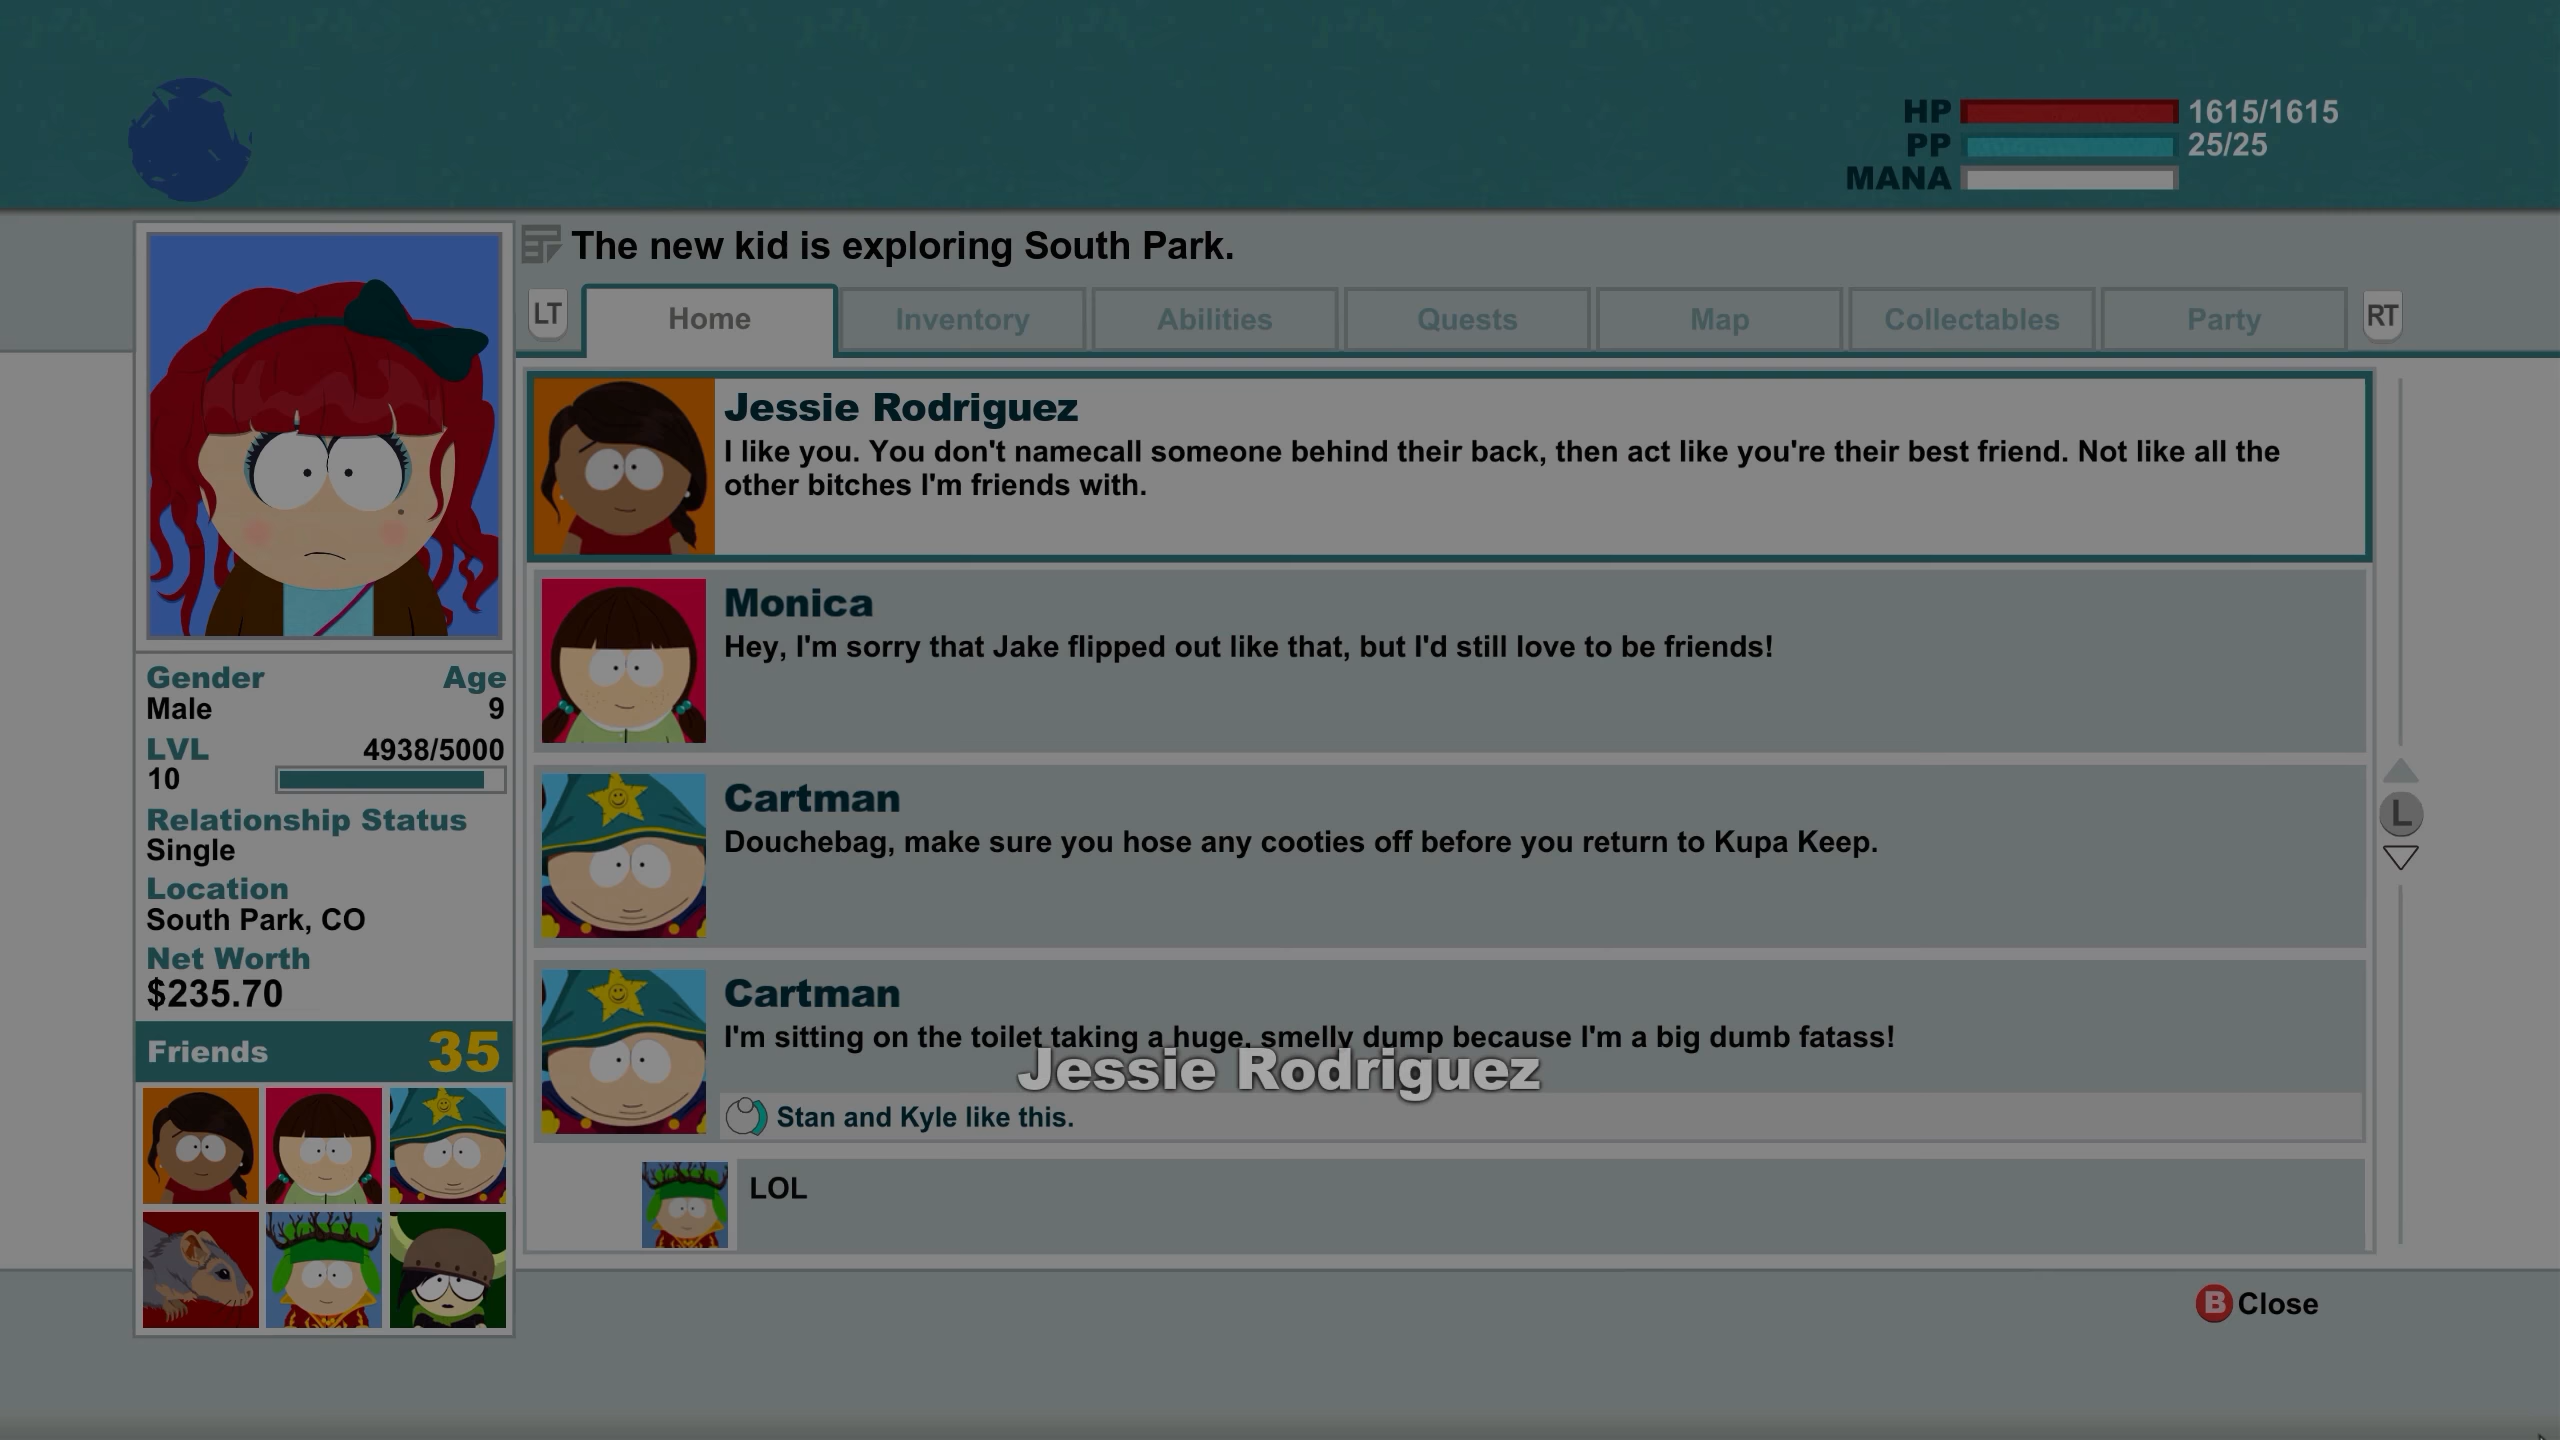 HP 1615/1615
PP 25/25
MANA
The new kid is exploring South Park.
LT Home Inventory Abilities Quests Map Collectables Party RT
Jessie Rodriguez
I like you. You don't namecall someone behind their back, then act like you're their best friend. Not like all the
other bitches I'm friends with.
Monica
Hey, I'm sorry that Jake flipped out like that, but I'd still love to be friends!
Cartman
Douchebag, make sure you hose any cooties off before you return to Kupa Keep.
Cartman
I'm sitting on the toilet taking a huge, smelly dump because I'm a big dumb fatass!
Jessie Rodriguez
Stan and Kyle like this.
LOL
L
Gender Age
Male 9
LVL 4938/5000
10
Relationship Status
Single
Location
South Park, CO
Net Worth
$235.70
Friends 35
B Close